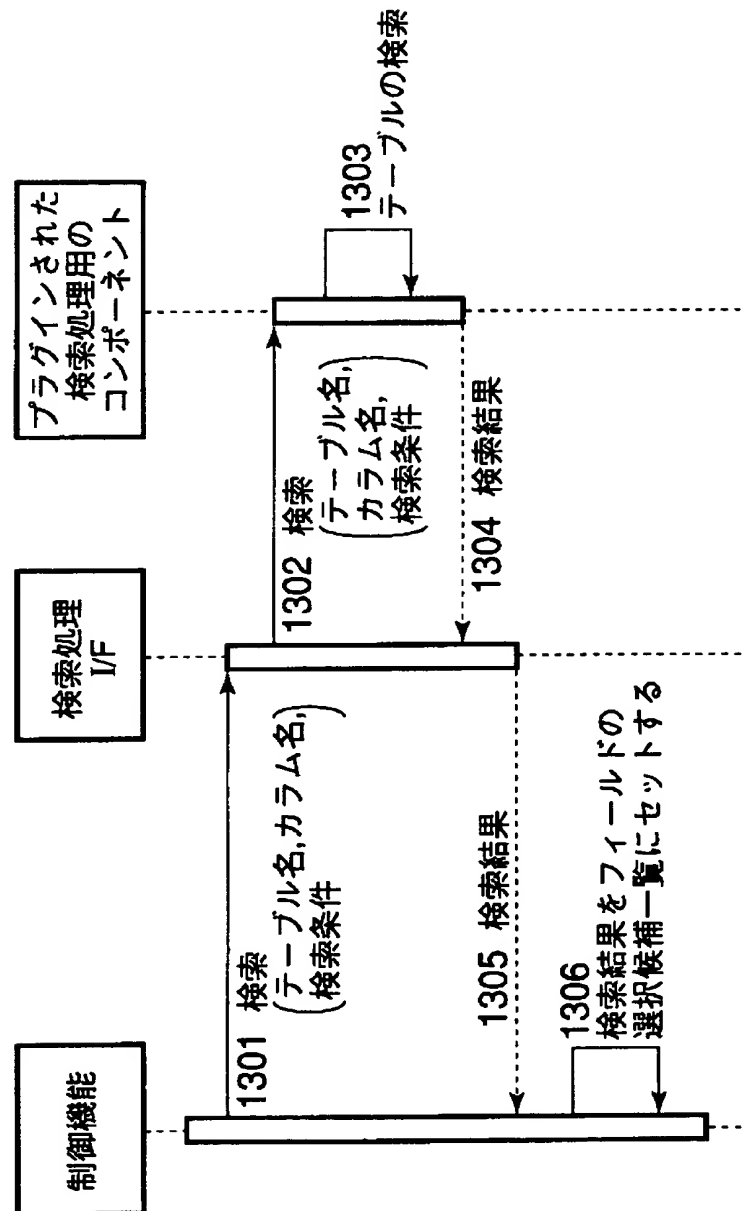 制御機能
検索処理
I/F
プラグインされた
検索処理用の
コンポーネント
1301 検索
(テーブル名,カラム名,
検索条件)
1302 検索
(テーブル名,
カラム名,
検索条件)
1303
テーブルの検索
1304 検索結果
1305 検索結果
1306
検索結果をフィールドの
選択候補一覧にセットする